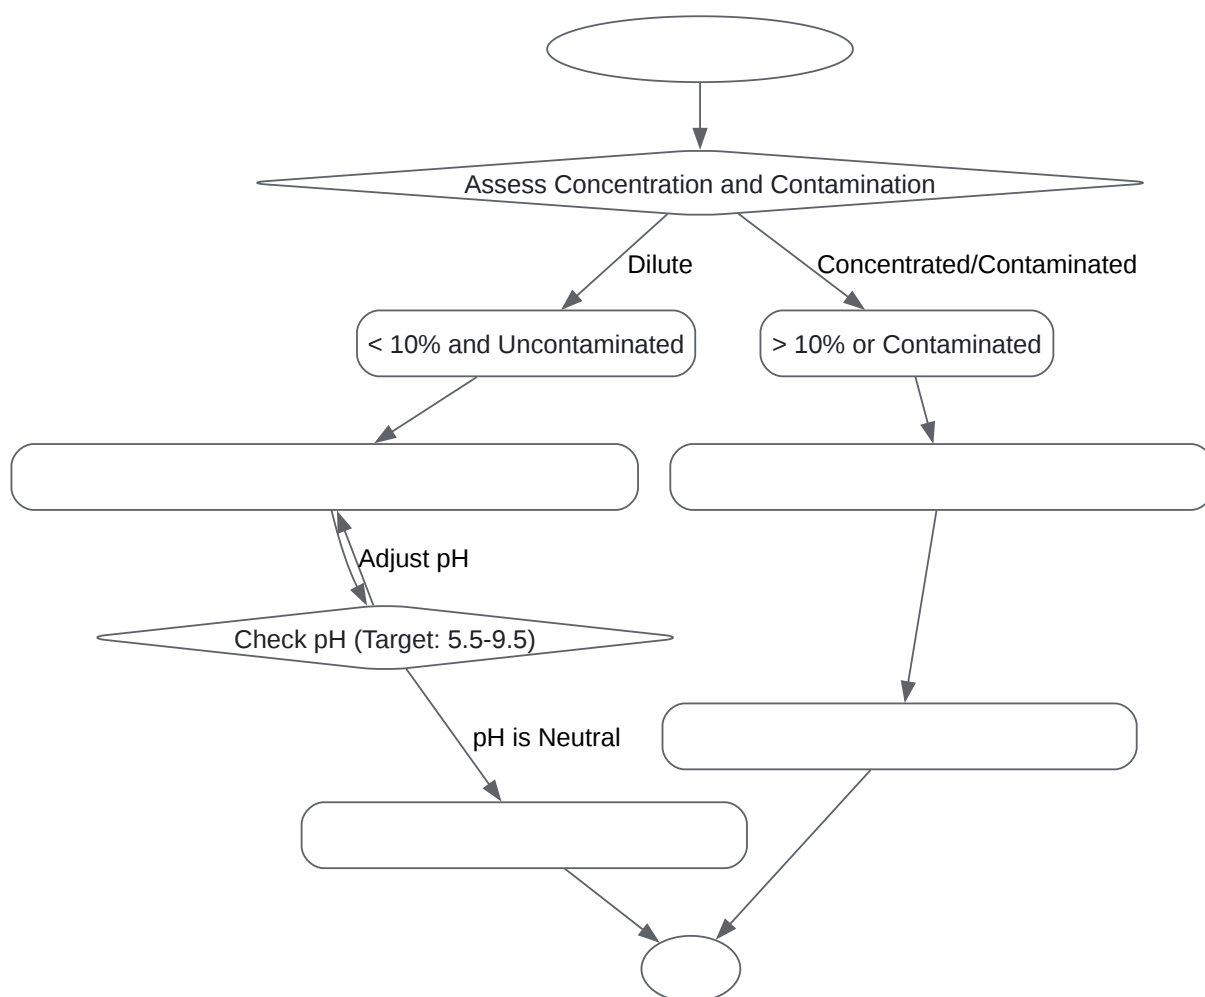 Assess Concentration and Contamination
Dilute
Concentrated/Contaminated
< 10% and Uncontaminated
> 10% or Contaminated
Adjust pH
Check pH (Target: 5.5-9.5)
pH is Neutral